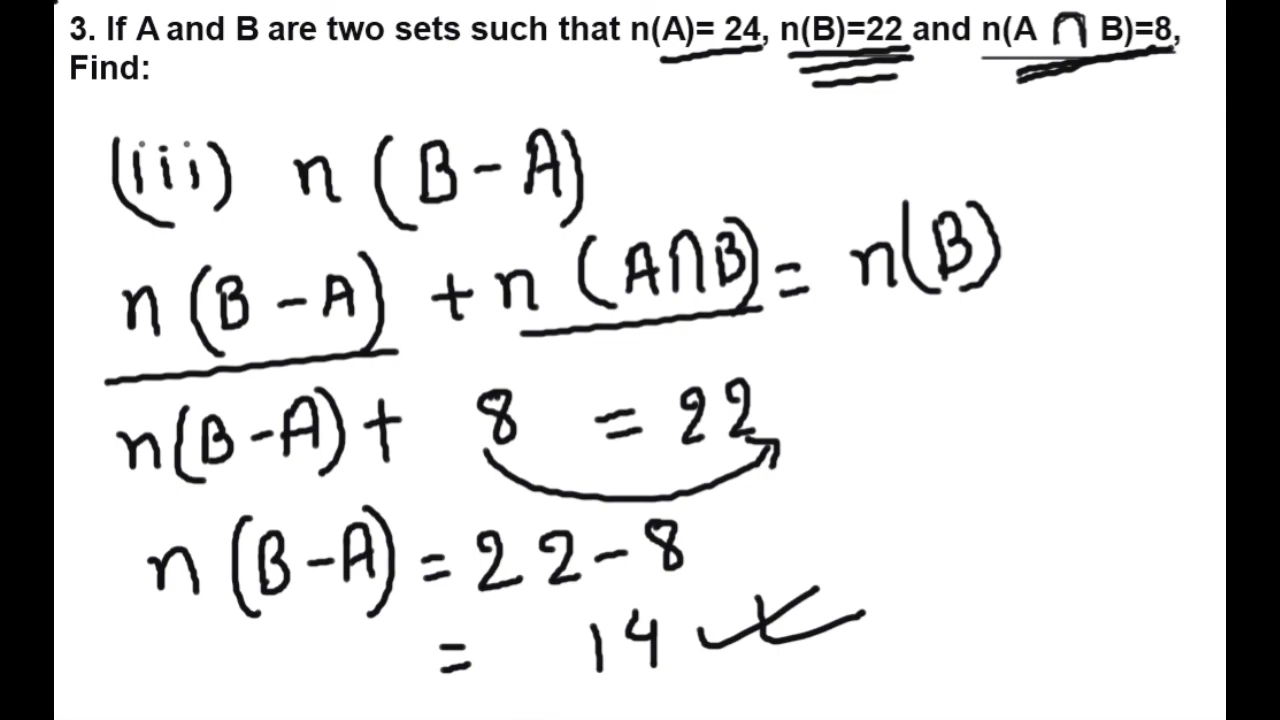 3. If A and B are two sets such that n(A)= 24, n(B)=22 and n(A ∩ B)=8,
Find:
(iii) n (B - A)
n (B - A) + n (A∩B) = n(B)
n(B-A) + 8 = 22
n (B-A) = 22-8
= 14